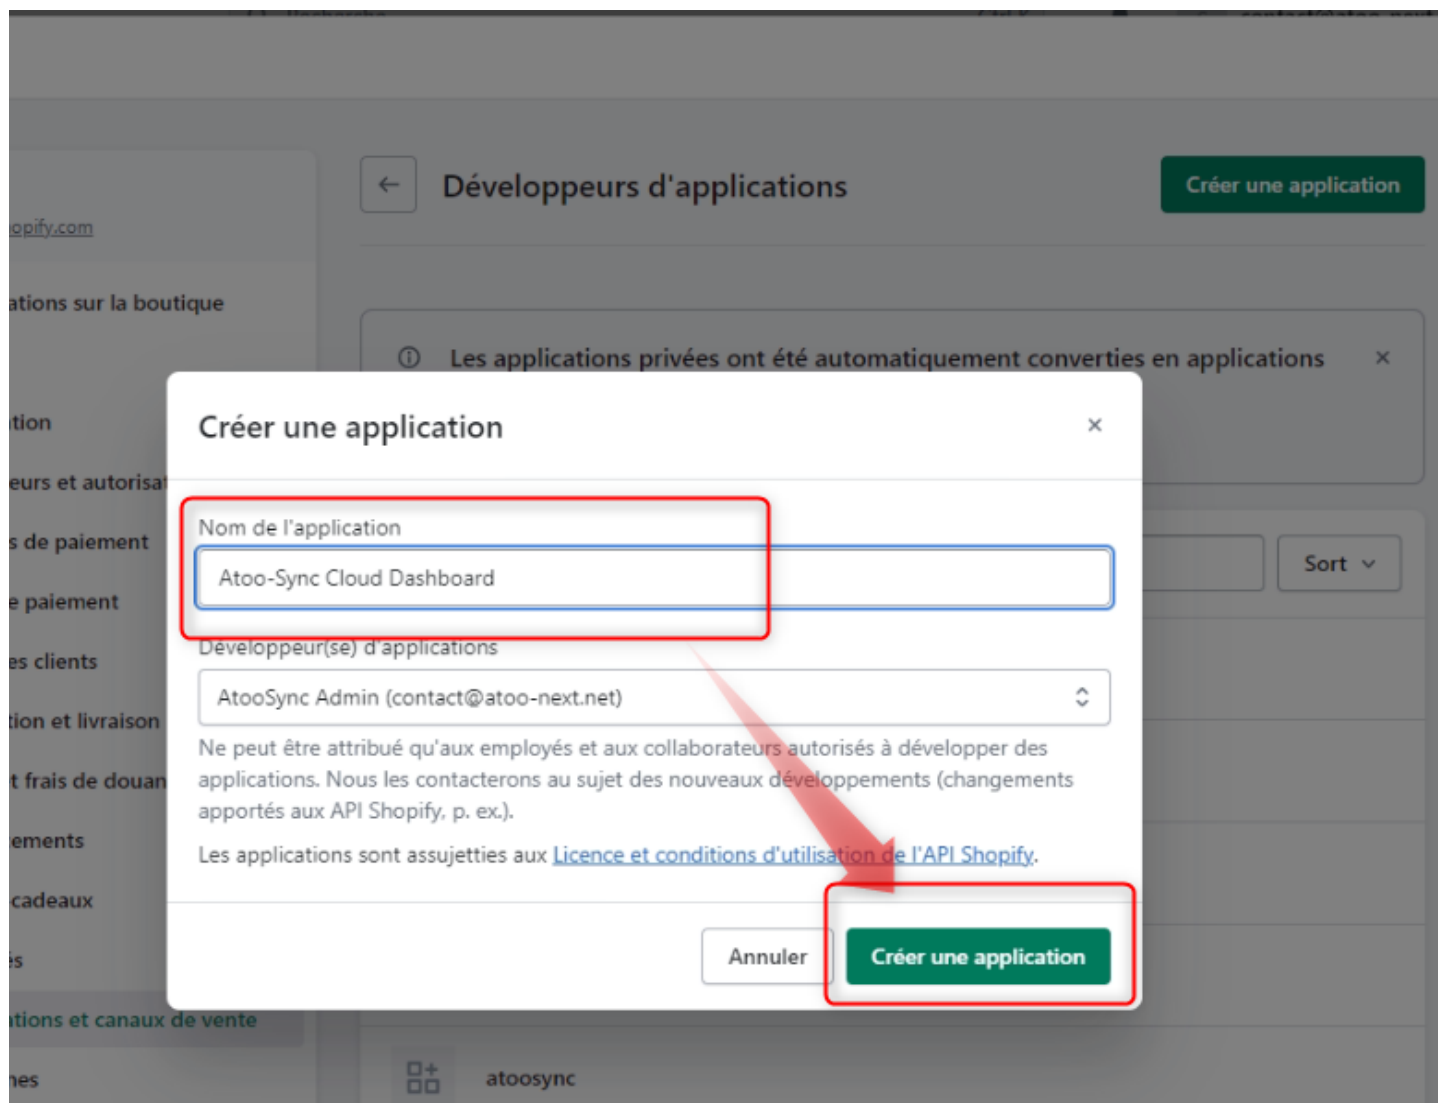 Recherche
Développeurs d'applications
Créer une application
opify.com
ations sur la boutique
Les applications privées ont été automatiquement converties en applications
tion
eurs et autorisat
s de paiement
e paiement
es clients
tion et livraison
t frais de douan
ements
cadeaux
és
ations et canaux de vente
nes
Sort
Créer une application
Nom de l'application
Atoo-Sync Cloud Dashboard
Développeur(se) d'applications
AtooSync Admin (contact@atoo-next.net)
Ne peut être attribué qu'aux employés et aux collaborateurs autorisés à développer des
applications. Nous les contacterons au sujet des nouveaux développements (changements
apportés aux API Shopify, p. ex.).
Les applications sont assujetties aux Licence et conditions d'utilisation de l'API Shopify.
Annuler
Créer une application
atoosync